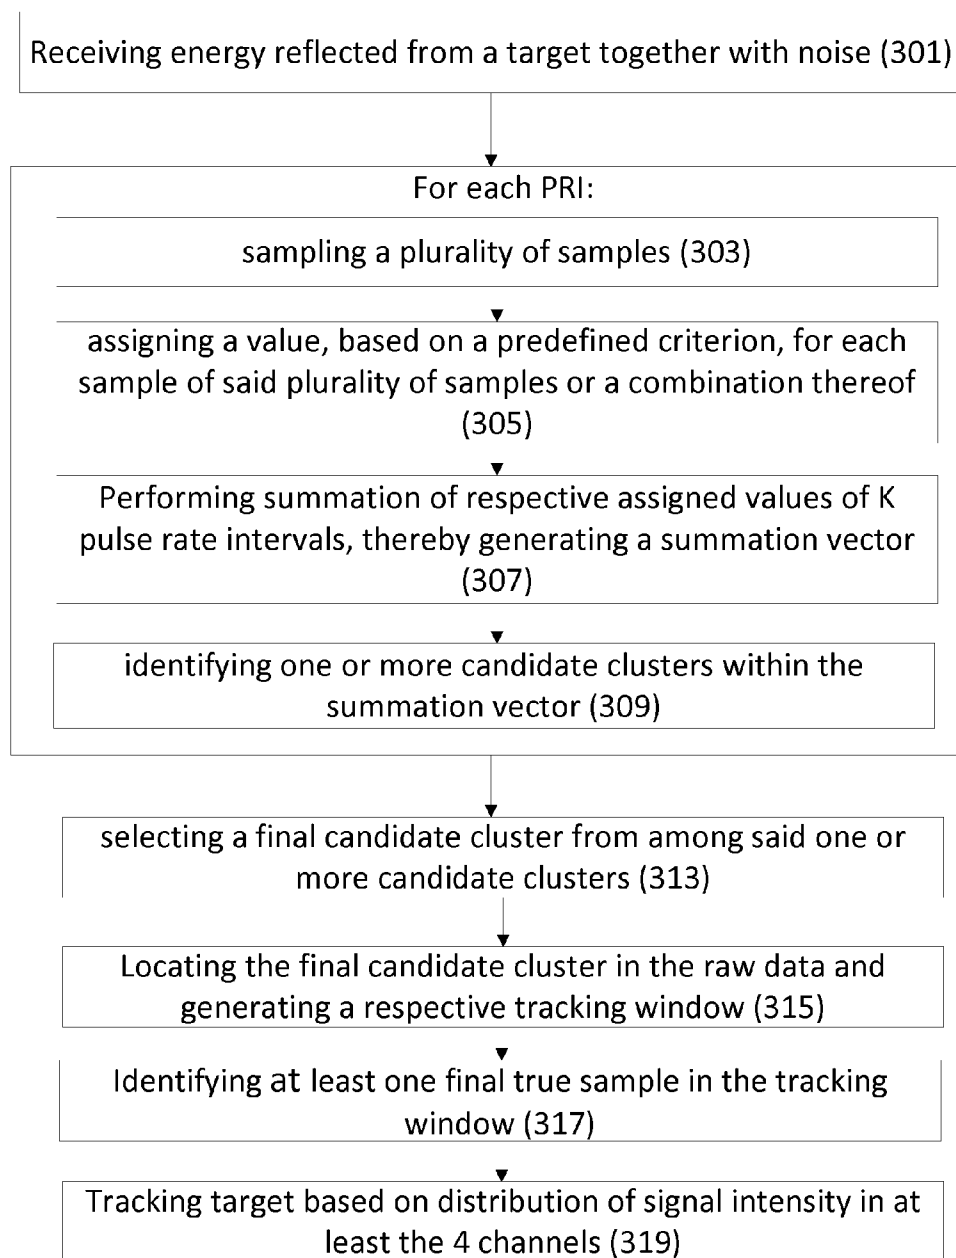 Receiving energy reflected from a target together with noise (301)
For each PRI:
sampling a plurality of samples (303)
assigning a value, based on a predefined criterion, for each
sample of said plurality of samples or a combination thereof
(305)
Performing summation of respective assigned values of K
pulse rate intervals, thereby generating a summation vector
(307)
identifying one or more candidate clusters within the
summation vector (309)
selecting a final candidate cluster from among said one or
more candidate clusters (313)
Locating the final candidate cluster in the raw data and
generating a respective tracking window (315)
Identifying at least one final true sample in the tracking
window (317)
Tracking target based on distribution of signal intensity in at
least the 4 channels (319)